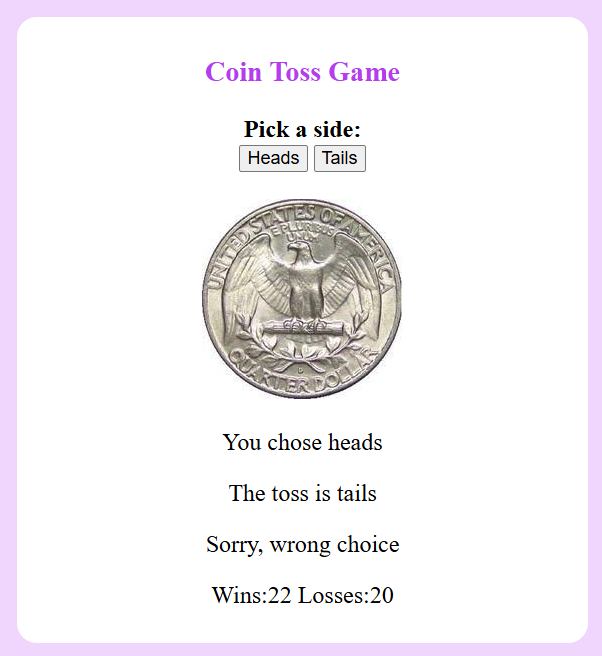 Coin Toss Game
Pick a side:
Heads Tails
UNITED STATES OF AMERICA
E PLURIBUS
UNUM
QUARTER DOLLAR
D
You chose heads
The toss is tails
Sorry, wrong choice
Wins:22 Losses:20